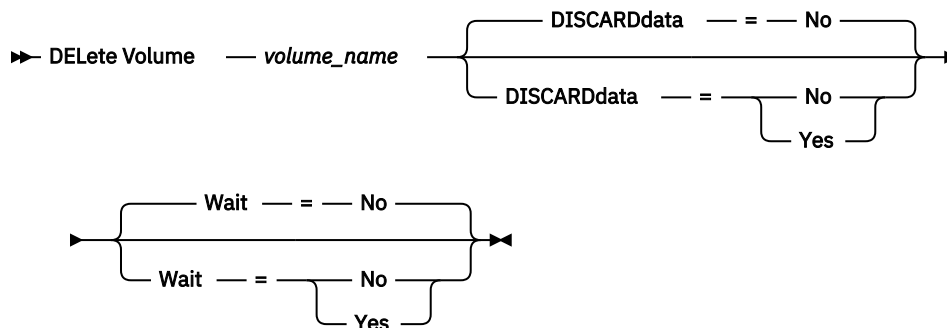 DISCARDdata = No
DELete Volume volume_name
DISCARDdata = No
Yes
Wait = No
Wait = No
Yes